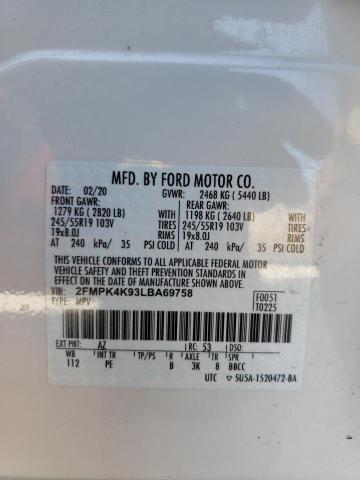 MFD. BY FORD MOTOR CO.
DATE: 02/20 GVWR: 2468 KG ( 5440 LB)
FRONT GAWR: REAR GAWR:
1279 KG ( 2820 LB) 1198 KG ( 2640 LB) WITH
245/55R19 103V 245/55R19 103V TIRES
19x8.0J 19x8.0J RIMS
AT 240 kPa/ 35 PSI COLD AT 240 kPa/ 35 PSI COLD
THIS VEHICLE CONFORMS TO ALL APPLICABLE FEDERAL MOTOR
VEHICLE SAFETY AND THEFT PREVENTION STANDARDS IN
EFFECT ON THE DATE OF MANUFACTURE SHOWN ABOVE.
VIN: 2FMPK4K93LBA69758
TYPE: MPV
F0051
T0225
EXT PNT: AZ RC: 53 DSO:
WB INT TR TP/PS R AXLE TR SPR
112 PE B 3K 8 BBCC
UTC 5U5A-1520472-BA